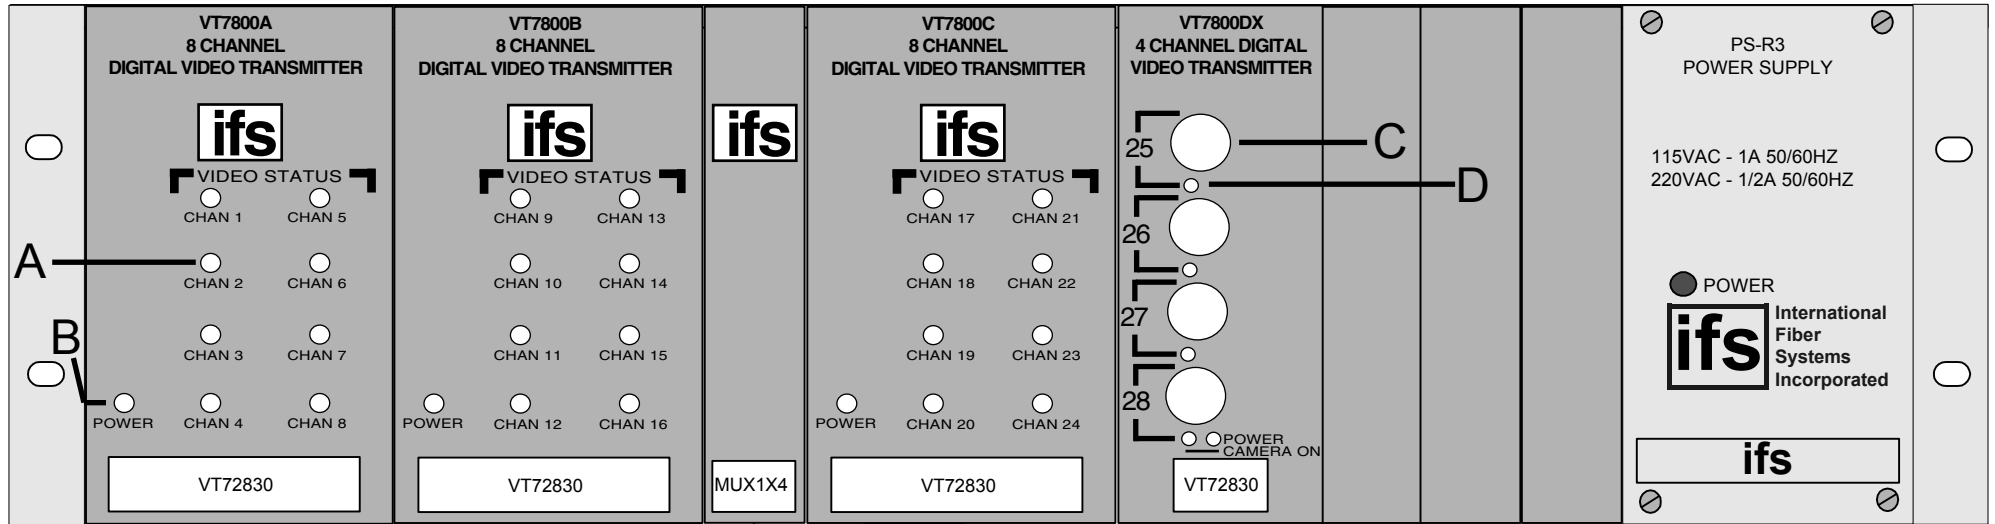 VT7800A
8 CHANNEL
DIGITAL VIDEO TRANSMITTER
ifs
VIDEO STATUS
CHAN 1
CHAN 5
CHAN 2
CHAN 6
CHAN 3
CHAN 7
POWER
CHAN 4
CHAN 8
VT72830
A
B
VT7800B
8 CHANNEL
DIGITAL VIDEO TRANSMITTER
ifs
VIDEO STATUS
CHAN 9
CHAN 13
CHAN 10
CHAN 14
CHAN 11
CHAN 15
POWER
CHAN 12
CHAN 16
VT72830
ifs
MUX1X4
VT7800C
8 CHANNEL
DIGITAL VIDEO TRANSMITTER
ifs
VIDEO STATUS
CHAN 17
CHAN 21
CHAN 18
CHAN 22
CHAN 19
CHAN 23
POWER
CHAN 20
CHAN 24
VT72830
VT7800DX
4 CHANNEL DIGITAL
VIDEO TRANSMITTER
25
C
D
26
27
28
POWER
CAMERA ON
VT72830
PS-R3
POWER SUPPLY
115VAC - 1A 50/60HZ
220VAC - 1/2A 50/60HZ
POWER
ifs
International
Fiber
Systems
Incorporated
ifs